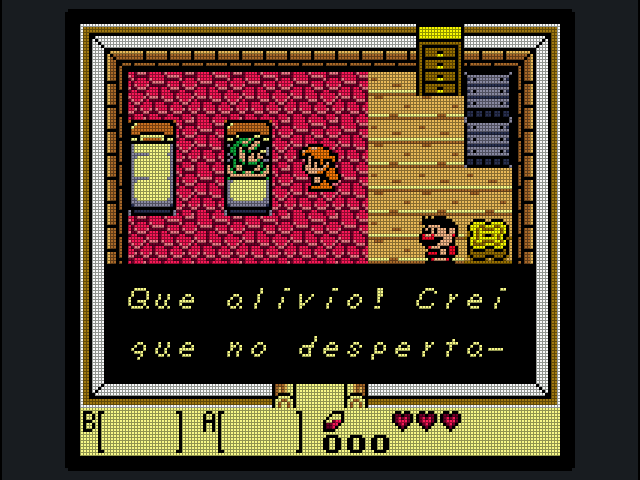 Que alivio! Crei
que no desperta-
B[ ] A[ ]
000